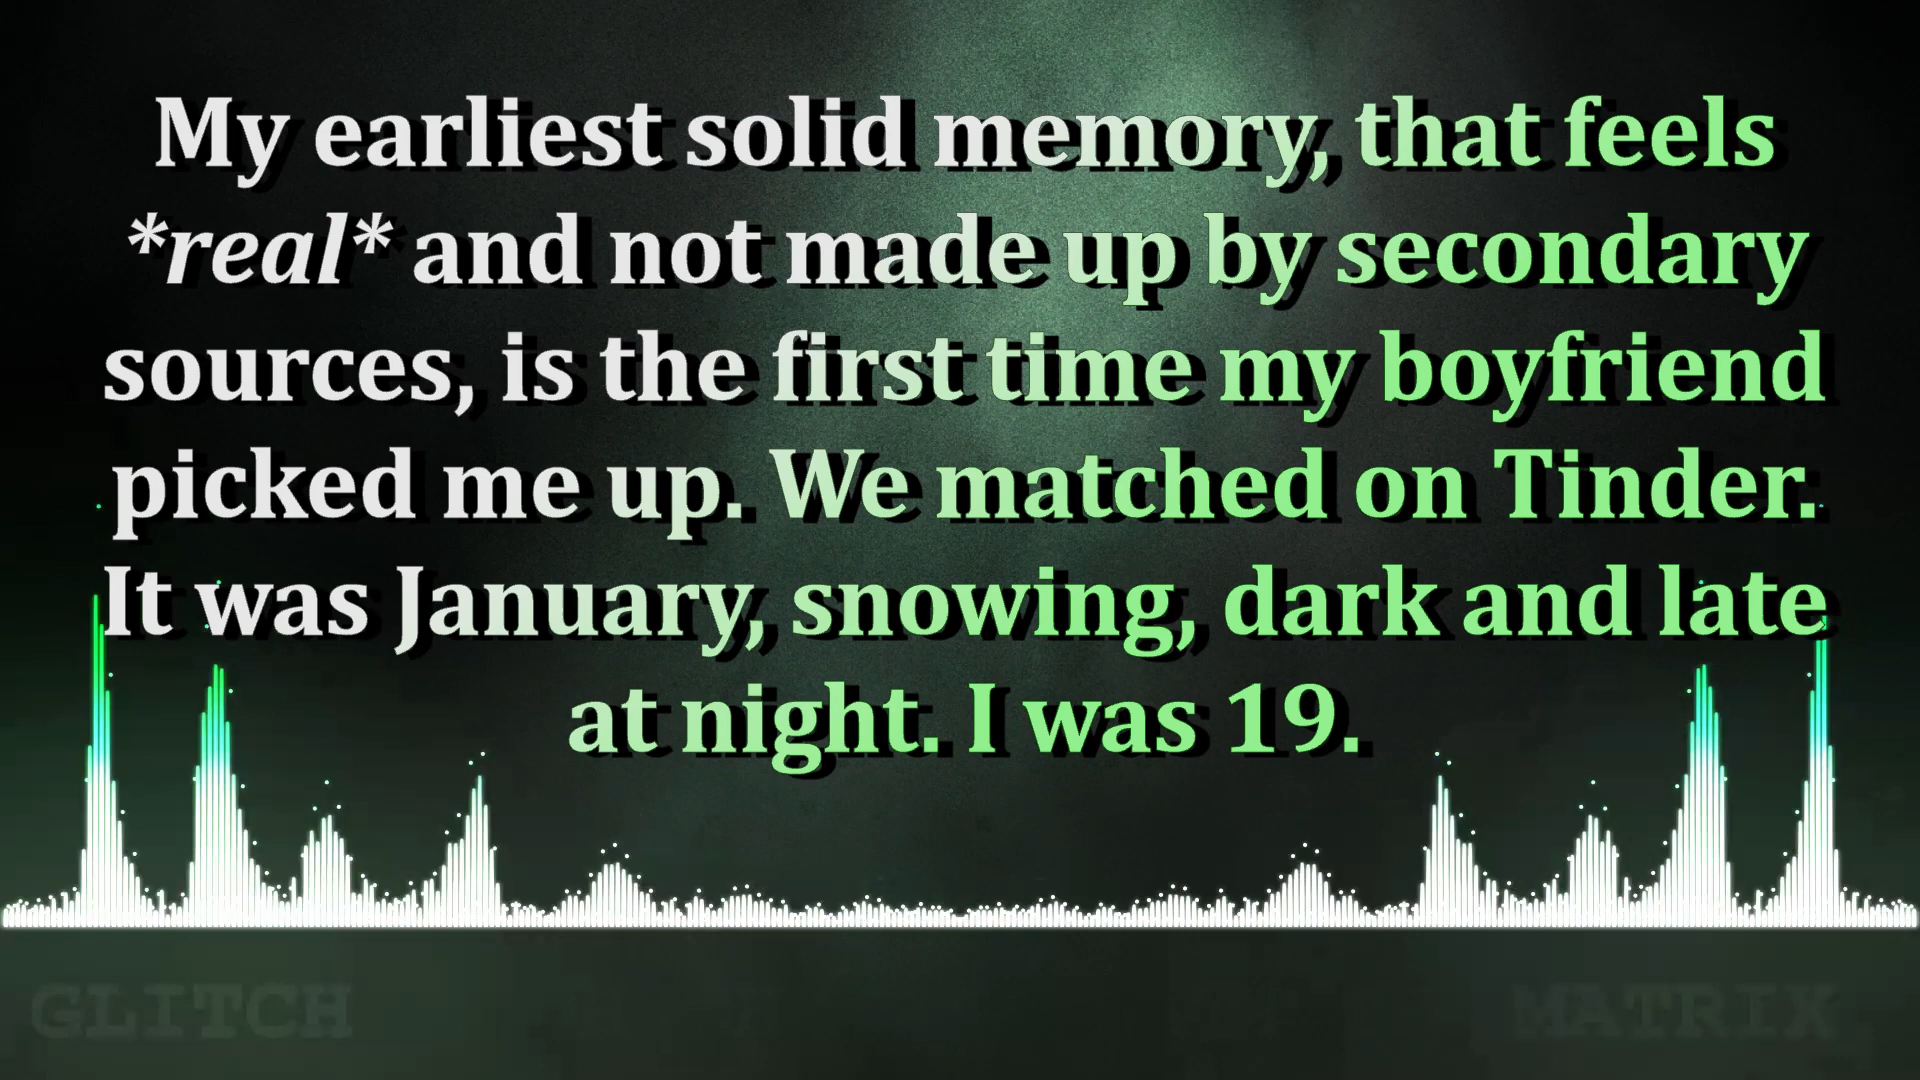 My earliest solid memory, that feels
*real* and not made up by secondary
sources, is the first time my boyfriend
picked me up. We matched on Tinder.
It was January, snowing, dark and late
at night. I was 19.
GLITCH
MATRIX